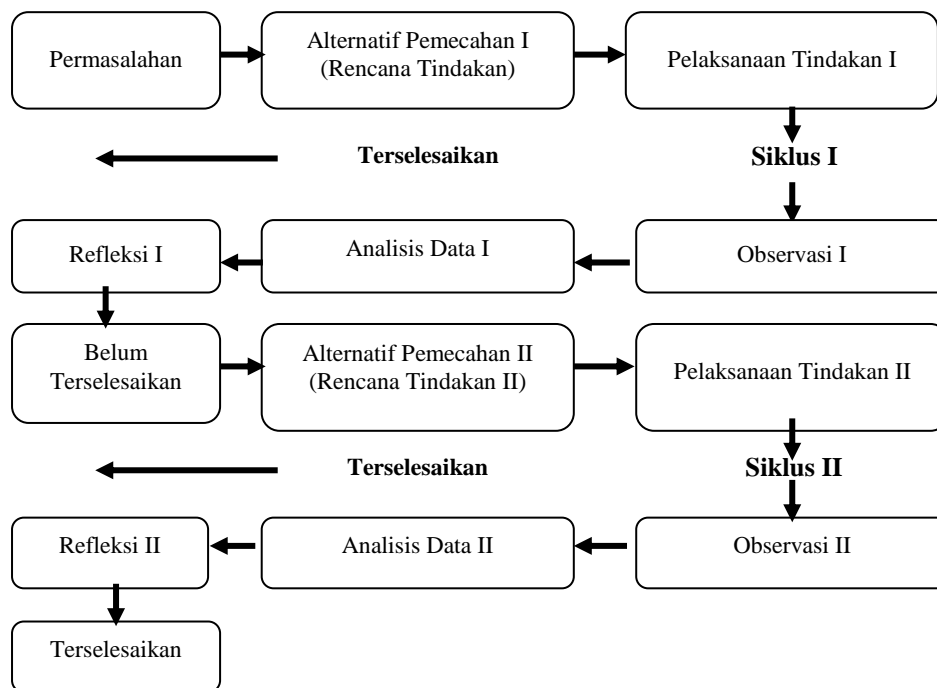 Permasalahan
Alternatif Pemecahan I
(Rencana Tindakan)
Pelaksanaan Tindakan I
Terselesaikan
Siklus I
Refleksi I
Analisis Data I
Observasi I
Belum
Terselesaikan
Alternatif Pemecahan II
(Rencana Tindakan II)
Pelaksanaan Tindakan II
Terselesaikan
Siklus II
Refleksi II
Analisis Data II
Observasi II
Terselesaikan